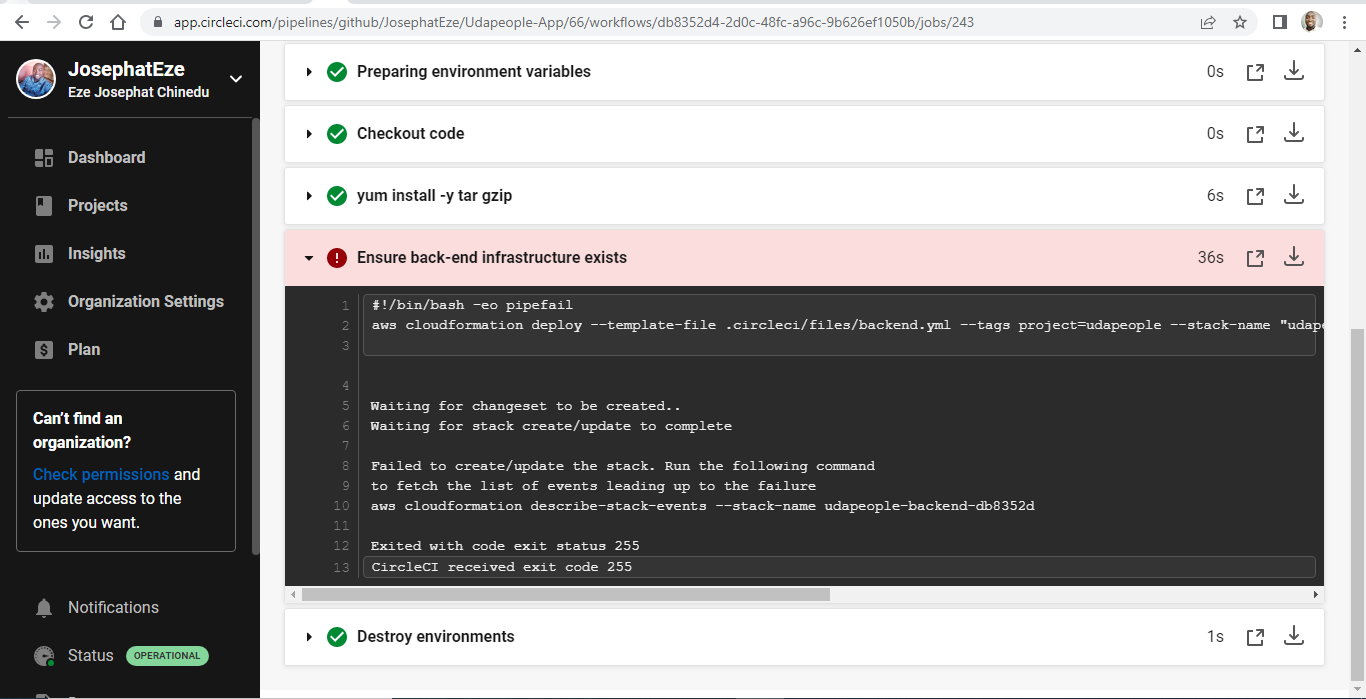 app.circleci.com/pipelines/github/JosephatEze/Udapeople-App/66/workflows/db8352d4-2d0c-48fc-a96c-9b626ef1050b/jobs/243
JosephatEze
Eze Josephat Chinedu
Dashboard
Projects
Insights
Organization Settings
Plan
Can't find an
organization?
Check permissions and
update access to the
ones you want.
Notifications
Status OPERATIONAL
Preparing environment variables 0s
Checkout code 0s
yum install -y tar gzip 6s
Ensure back-end infrastructure exists 36s
1 #!/bin/bash -eo pipefail
2 aws cloudformation deploy --template-file .circleci/files/backend.yml --tags project=udapeople --stack-name "udape
3
4
5 Waiting for changeset to be created..
6 Waiting for stack create/update to complete
7
8 Failed to create/update the stack. Run the following command
9 to fetch the list of events leading up to the failure
10 aws cloudformation describe-stack-events --stack-name udapeople-backend-db8352d
11
12 Exited with code exit status 255
13 CircleCI received exit code 255
Destroy environments 1s